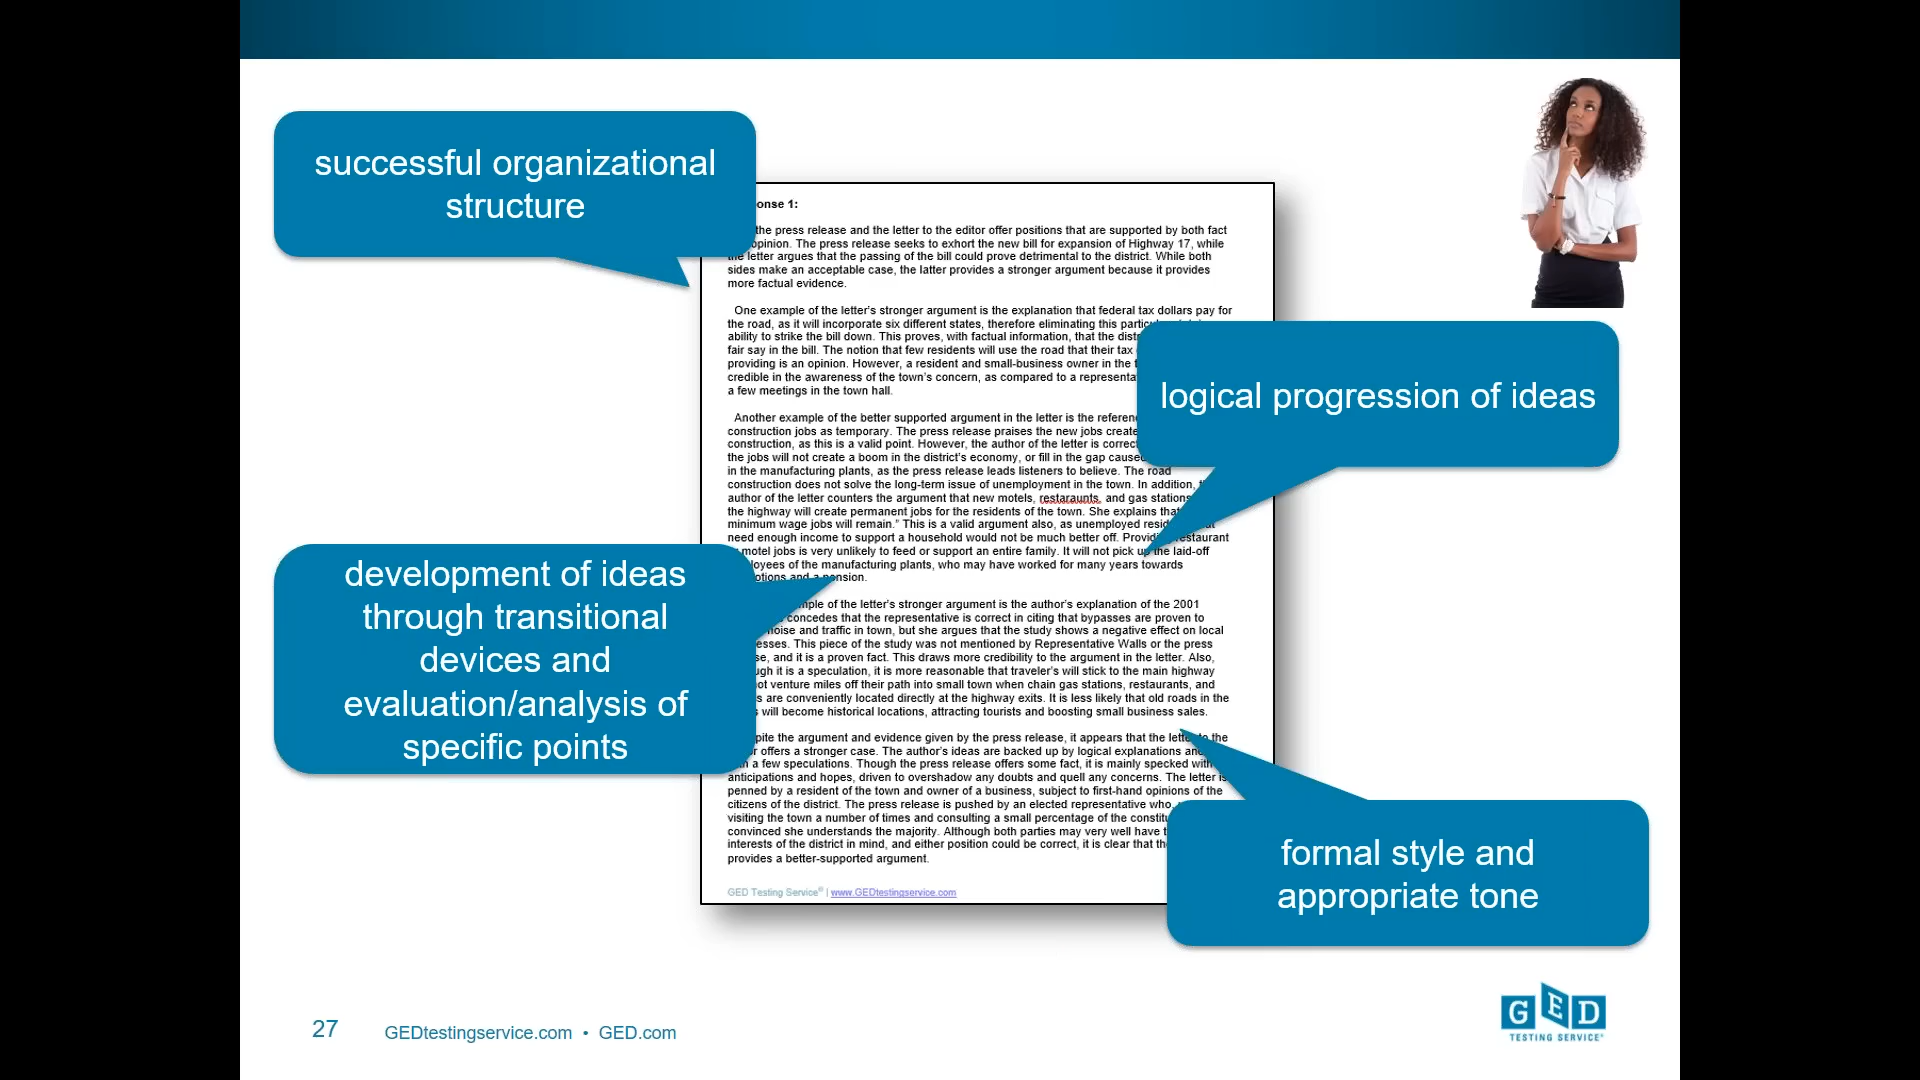 successful organizational
structure
onse 1:
the press release and the letter to the editor offer positions that are supported by both fact
opinion. The press release seeks to exhort the new bill for expansion of Highway 17, while
the letter argues that the passing of the bill could prove detrimental to the district. While both
sides make an acceptable case, the latter provides a stronger argument because it provides
more factual evidence.
One example of the letter's stronger argument is the explanation that federal tax dollars pay for
the road, as it will incorporate six different states, therefore eliminating this
ability to strike the bill down. This proves, with factual information, that the
fair say in the bill. The notion that few residents will use the road that their tax
providing is an opinion. However, a resident and small-business owner in the
credible in the awareness of the town's concern, as compared to a
a few meetings in the town hall.
logical progression of ideas
Another example of the better supported argument in the letter is the
construction jobs as temporary. The press release praises the new jobs
construction, as this is a valid point. However, the author of the letter is correct
the jobs will not create a boom in the district's economy, or fill in the gap
in the manufacturing plants, as the press release leads listeners to believe. The road
construction does not solve the long-term issue of unemployment in the town. In addition,
author of the letter counters the argument that new motels, restaraunts, and gas stations
the highway will create permanent jobs for the residents of the town. She explains
minimum wage jobs will remain." This is a valid argument also, as unemployed
need enough income to support a household would not be much better off. restaurant
motel jobs is very unlikely to feed or support an entire family. It will not pick up the laid-off
of the manufacturing plants, who may have worked for many years towards
and a pension.
development of ideas
through transitional
devices and
evaluation/analysis of
specific points
of the letter's stronger argument is the author's explanation of the 2001
concedes that the representative is correct in citing that bypasses are proven to
noise and traffic in town, but she argues that the study shows a negative effect on local
This piece of the study was not mentioned by Representative Walls or the press
and it is a proven fact. This draws more credibility to the argument in the letter. Also,
it is a speculation, it is more reasonable that traveler's will stick to the main highway
venture miles off their path into small town when chain gas stations, restaurants, and
are conveniently located directly at the highway exits. It is less likely that old roads in the
will become historical locations, attracting tourists and boosting small business sales.
the argument and evidence given by the press release, it appears that the letter to the
offers a stronger case. The author's ideas are backed up by logical explanations
a few speculations. Though the press release offers some fact, it is mainly specked with
anticipations and hopes, driven to overshadow any doubts and quell any concerns. The letter is
penned by a resident of the town and owner of a business, subject to first-hand opinions of the
citizens of the district. The press release is pushed by an elected representative who,
visiting the town a number of times and consulting a small percentage of the
convinced she understands the majority. Although both parties may very well have
interests of the district in mind, and either position could be correct, it is clear that
provides a better-supported argument.
formal style and
appropriate tone
GED Testing Service® | www.GEDtestingservice.com
27 GEDtestingservice.com • GED.com
GED
TESTING SERVICE®